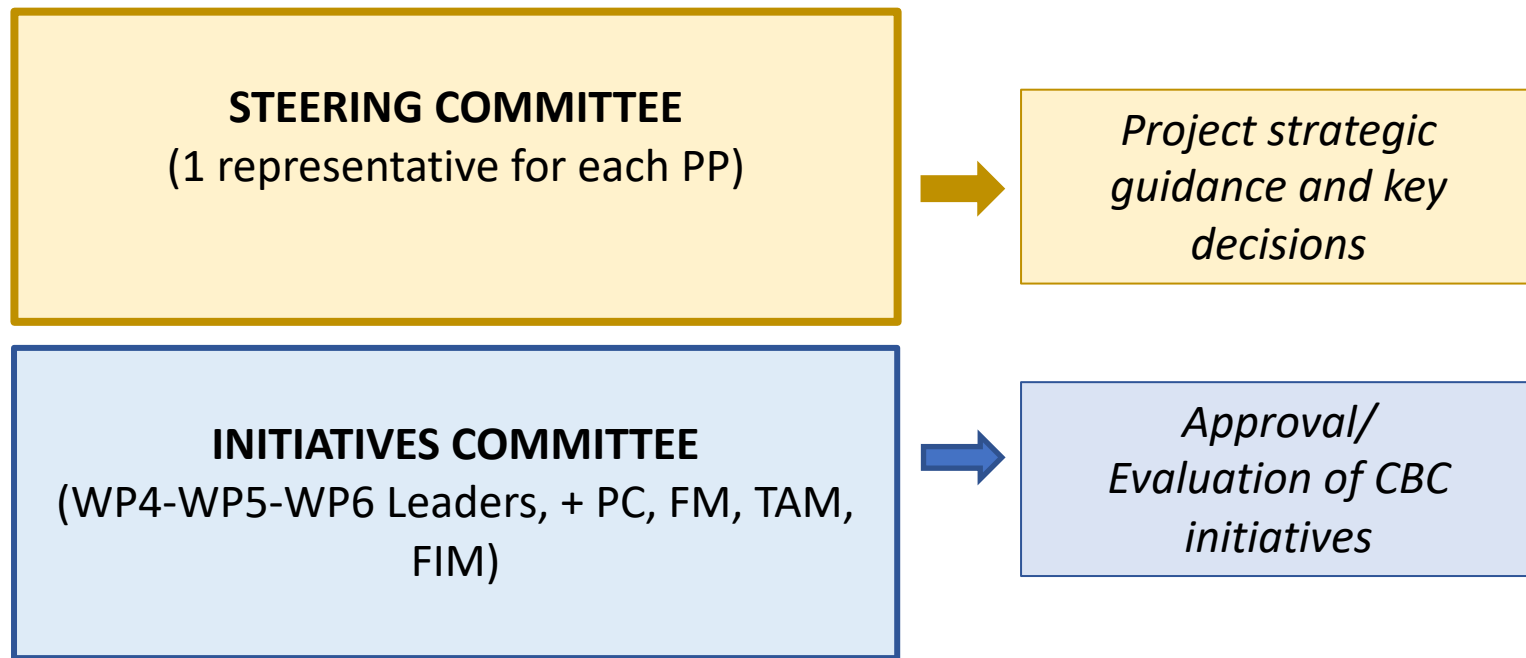 STEERING COMMITTEE
(1 representative for each PP)
Project strategic
guidance and key
decisions
INITIATIVES COMMITTEE
(WP4-WP5-WP6 Leaders, + PC, FM, TAM,
FIM)
Approval/
Evaluation of CBC
initiatives